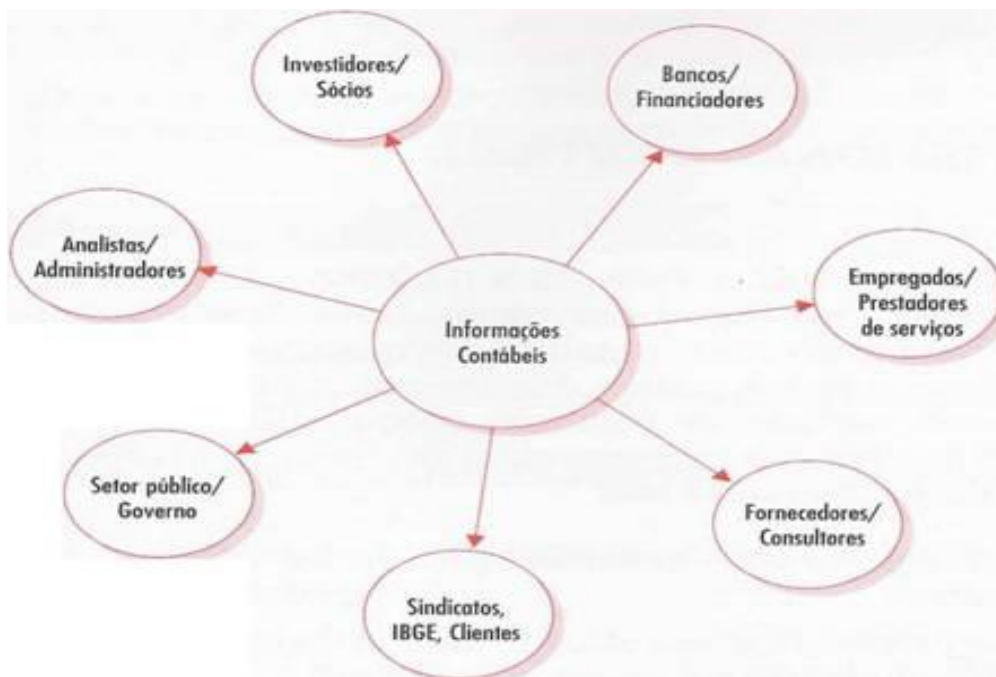 Investidores/
Sócios
Bancos/
Financiadores
Analistas/
Administradores
Empregados/
Prestadores
de serviços
Informações
Contábeis
Setor público/
Governo
Fornecedores/
Consultores
Sindicatos,
IBGE, Clientes